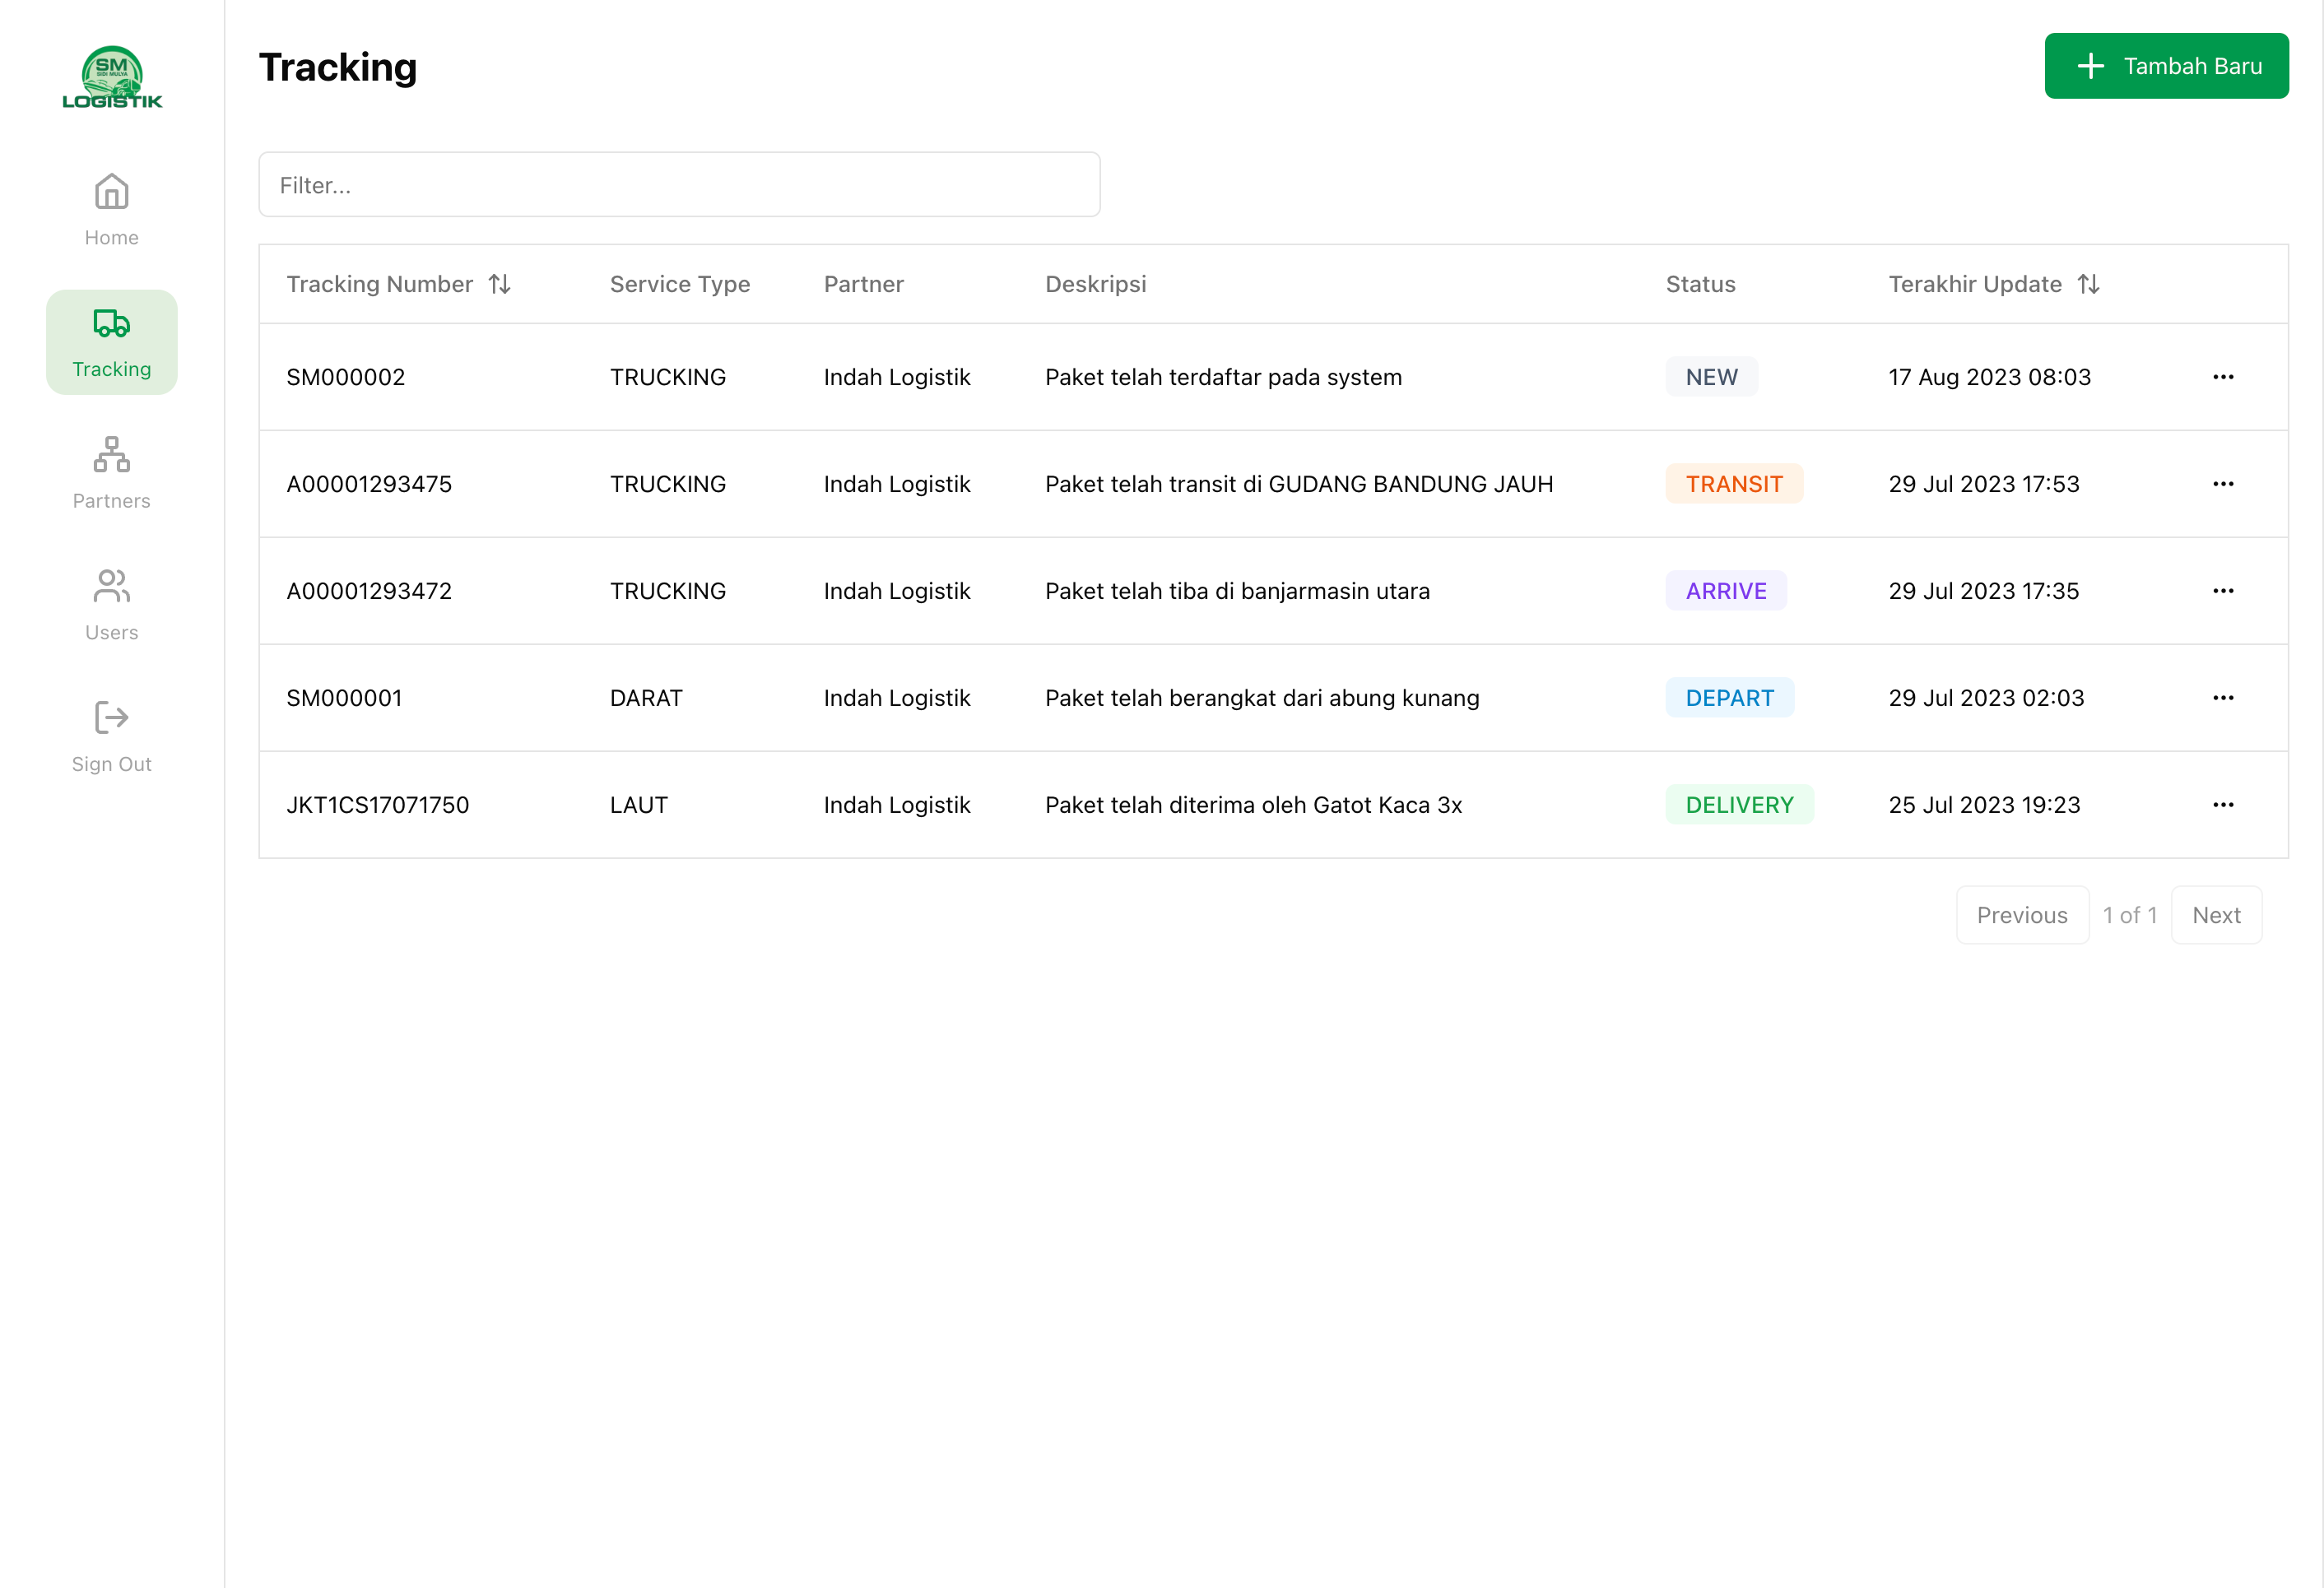 SM
SIDI MULYA
LOGISTIK
Home
Tracking
Partners
Users
Sign Out
Tracking
Tambah Baru
Filter...
Tracking Number Service Type Partner Deskripsi Status Terakhir Update
SM000002 TRUCKING Indah Logistik Paket telah terdaftar pada system NEW 17 Aug 2023 08:03
A00001293475 TRUCKING Indah Logistik Paket telah transit di GUDANG BANDUNG JAUH TRANSIT 29 Jul 2023 17:53
A00001293472 TRUCKING Indah Logistik Paket telah tiba di banjarmasin utara ARRIVE 29 Jul 2023 17:35
SM000001 DARAT Indah Logistik Paket telah berangkat dari abung kunang DEPART 29 Jul 2023 02:03
JKT1CS17071750 LAUT Indah Logistik Paket telah diterima oleh Gatot Kaca 3x DELIVERY 25 Jul 2023 19:23
Previous 1 of 1 Next